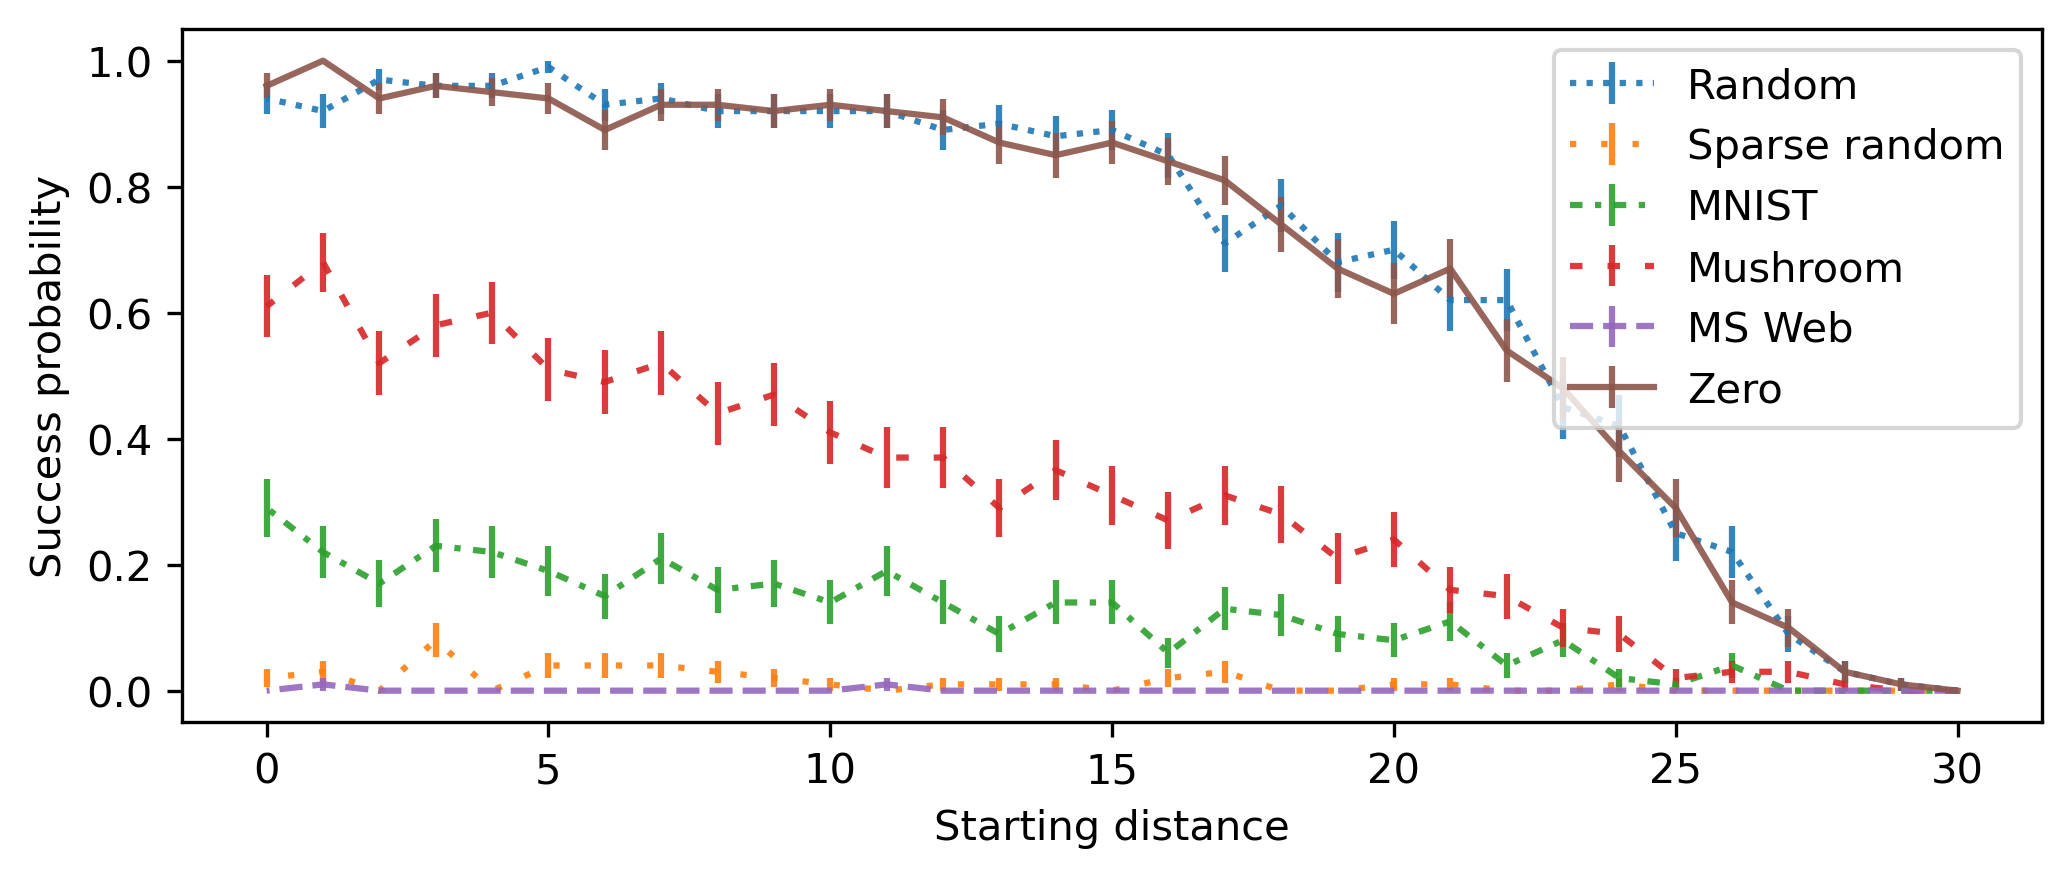 Success probability
1.0
0.8
0.6
0.4
0.2
0.0
Random
Sparse random
MNIST
Mushroom
MS Web
Zero
0 5 10 15 20 25 30
Starting distance